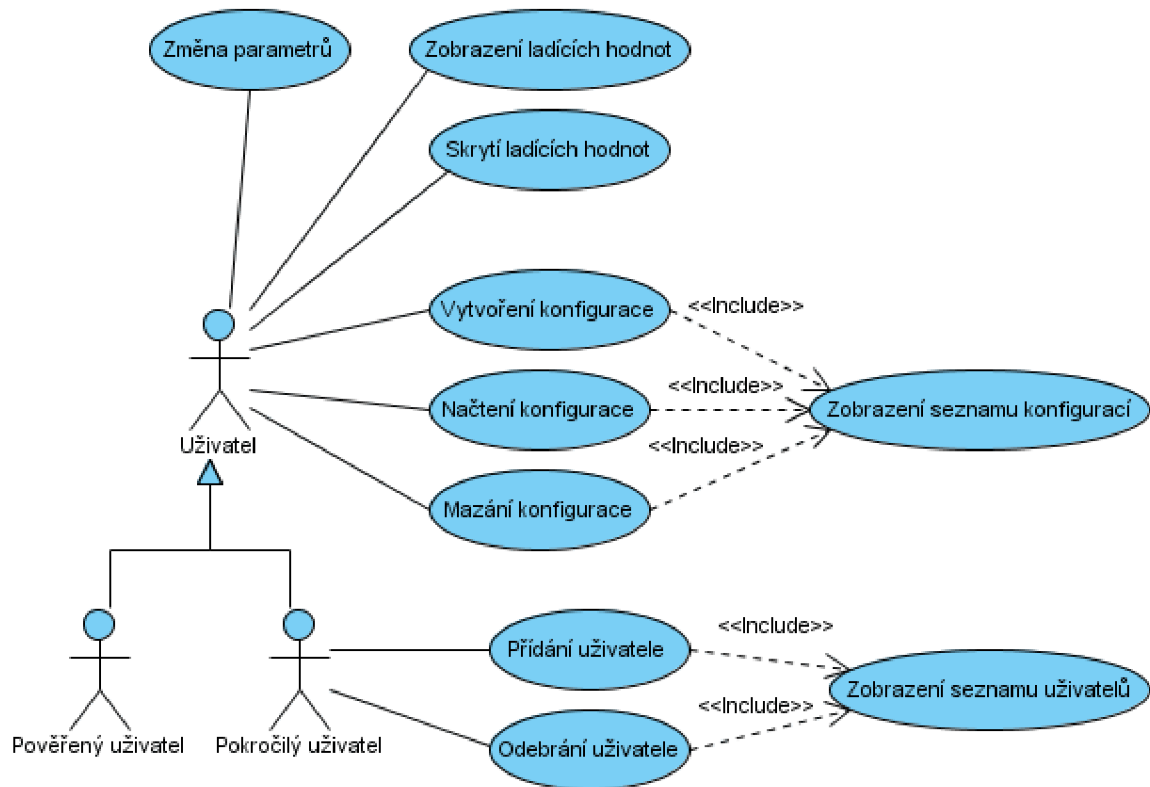 Změna parametrů
Zobrazení ladících hodnot
Skrytí ladících hodnot
Vytvoření konfigurace
<<Include>>
Načtení konfigurace
<<Include>>
Zobrazení seznamu konfigurací
<<Include>>
Uživatel
Mazání konfigurace
Přídání uživatele
<<Include>>
Zobrazení seznamu uživatelů
<<Include>>
Pověřený uživatel
Pokročilý uživatel
Odebrání uživatele